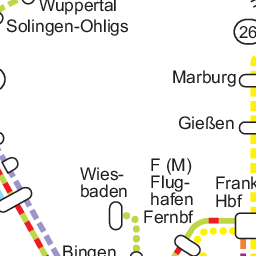 Wuppertal
Solingen-Ohligs
26
Marburg
Gießen
Wies-
baden
F (M)
Flug-
hafen
Fernbf
Frank
Hbf
Bingen